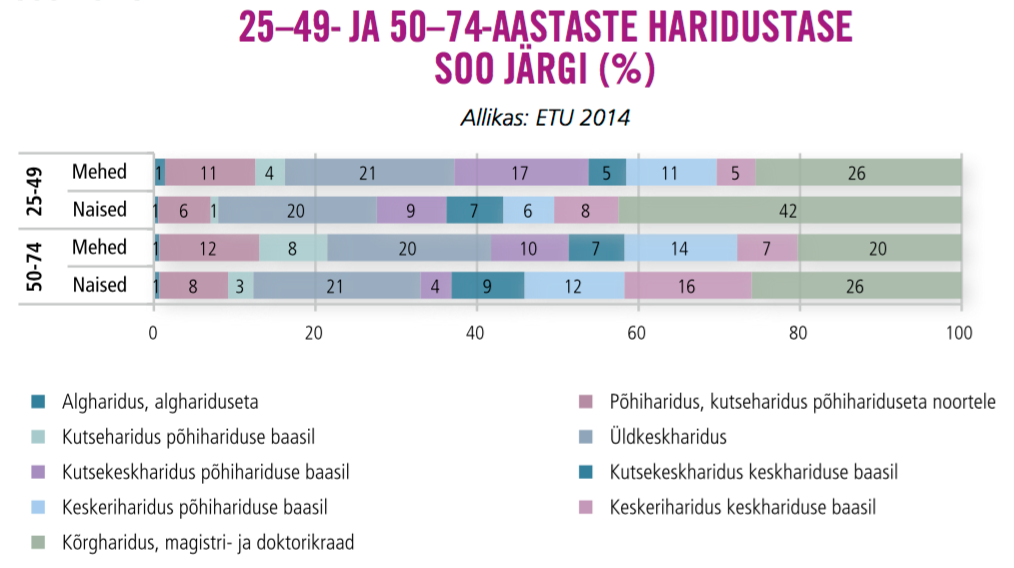 25–49- JA 50–74-AASTASTE HARIDUSTASE
SOO JÄRGI (%)
Allikas: ETU 2014
25-49
Mehed 1 11 4 21 17 5 11 5 26
Naised 1 6 1 20 9 7 6 8 42
50-74
Mehed 1 12 8 20 10 7 14 7 20
Naised 1 8 3 21 4 9 12 16 26
0 20 40 60 80 100
Algharidus, alghariduseta
Põhiharidus, kutseharidus põhihariduseta noortele
Kutseharidus põhihariduse baasil
Üldkeskharidus
Kutsekeskharidus põhihariduse baasil
Kutsekeskharidus keskhariduse baasil
Keskeriharidus põhihariduse baasil
Keskeriharidus keskhariduse baasil
Kõrgharidus, magistri- ja doktorikraad